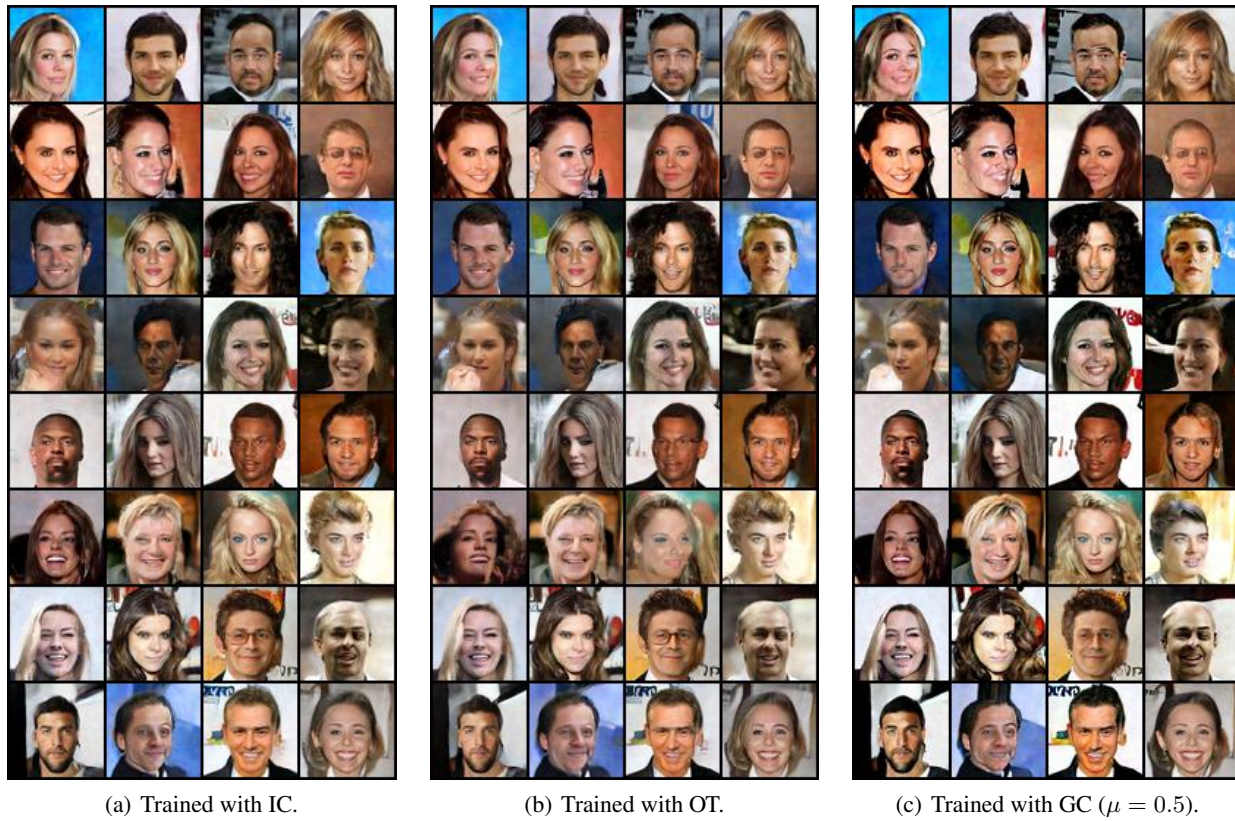 (a) Trained with IC.
(b) Trained with OT.
(c) Trained with GC (μ = 0.5).